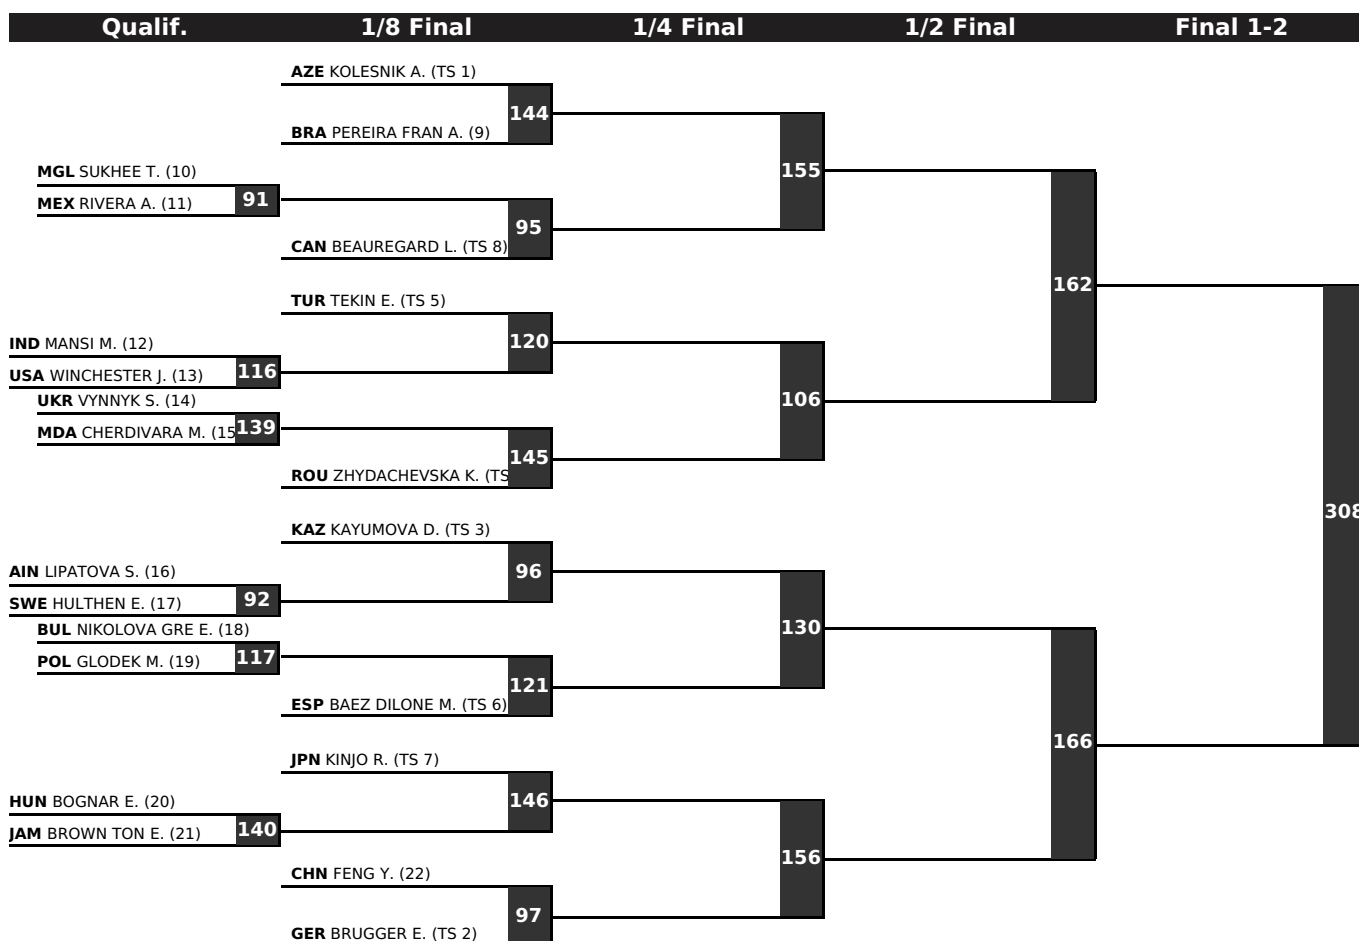 Qualif. 1/8 Final 1/4 Final 1/2 Final Final 1-2
AZE KOLESNIK A. (TS 1)
144
BRA PEREIRA FRAN A. (9)
MGL SUKHEE T. (10)
155
MEX RIVERA A. (11) 91
95
CAN BEAUREGARD L. (TS 8)
162
TUR TEKIN E. (TS 5)
120
IND MANSI M. (12)
USA WINCHESTER J. (13) 116
UKR VYNNYK S. (14)
106
MDA CHERDIVARA M. (15 139
145
ROU ZHYDACHEVSKA K. (TS
308
KAZ KAYUMOVA D. (TS 3)
96
AIN LIPATOVA S. (16)
SWE HULTHEN E. (17) 92
BUL NIKOLOVA GRE E. (18)
130
POL GLODEK M. (19) 117
121
ESP BAEZ DILONE M. (TS 6)
166
JPN KINJO R. (TS 7)
146
HUN BOGNAR E. (20)
JAM BROWN TON E. (21) 140
156
CHN FENG Y. (22)
97
GER BRUGGER E. (TS 2)